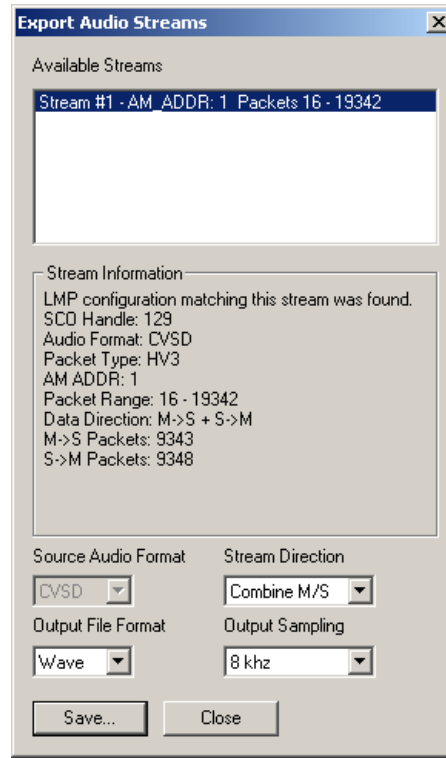 Export Audio Streams
Available Streams
Stream #1 - AM_ADDR: 1 Packets 16 - 19342
Stream Information
LMP configuration matching this stream was found.
SCO Handle: 129
Audio Format: CVSD
Packet Type: HV3
AM ADDR: 1
Packet Range: 16 - 19342
Data Direction: M->S + S->M
M->S Packets: 9343
S->M Packets: 9348
Source Audio Format Stream Direction
CVSD Combine M/S
Output File Format Output Sampling
Wave 8 khz
Save... Close